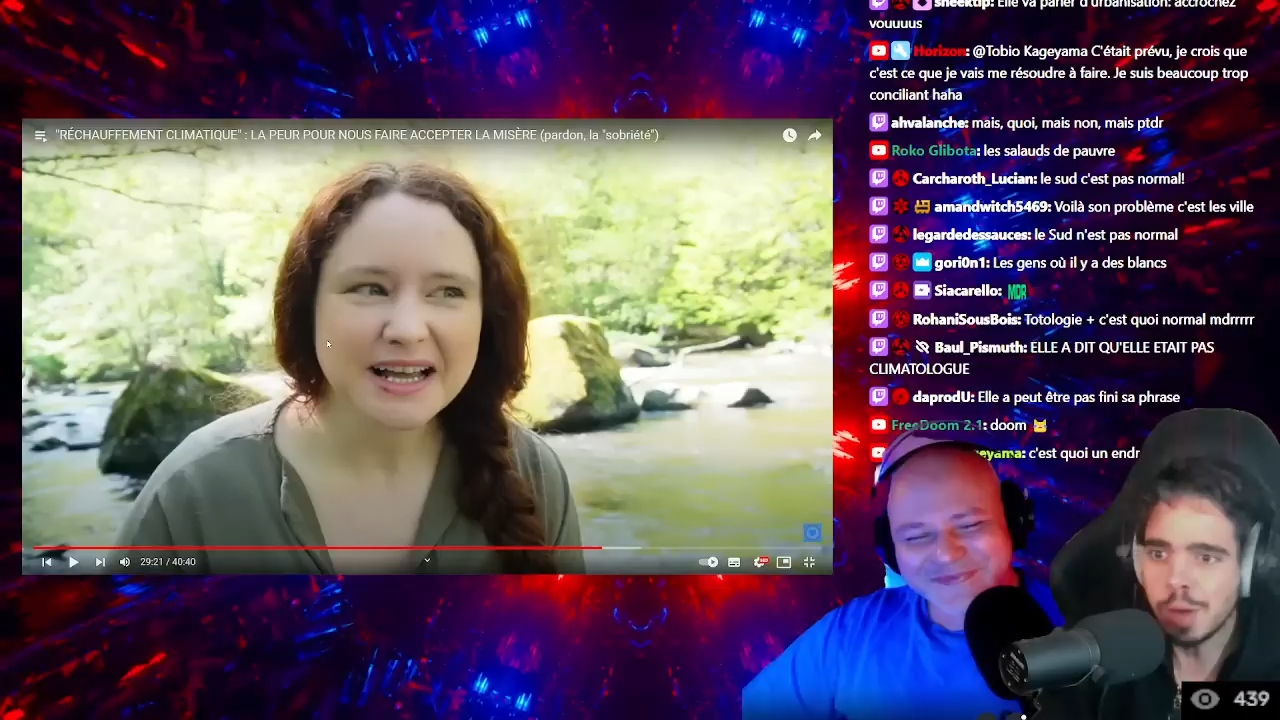 "RÉCHAUFFEMENT CLIMATIQUE" : LA PEUR POUR NOUS FAIRE ACCEPTER LA MISÈRE (pardon, la "sobriété")
29:21 / 40:40
sheektip: Elle va parler d'urbanisation: accrochez
vouuuus
Horizon: @Tobio Kageyama C'était prévu, je crois que
c'est ce que je vais me résoudre à faire. Je suis beaucoup trop
conciliant haha
ahvalanche: mais, quoi, mais non, mais ptdr
Roko Glibota: les salauds de pauvre
Carcharoth_Lucian: le sud c'est pas normal!
amandwitch5469: Voilà son problème c'est les ville
legardedessauces: le Sud n'est pas normal
gori0n1: Les gens où il y a des blancs
Siacarello: MDR
RohaniSousBois: Totologie + c'est quoi normal mdrrrrr
Baul_Pismuth: ELLE A DIT QU'ELLE ETAIT PAS
CLIMATOLOGUE
daprodU: Elle a peut être pas fini sa phrase
FreeDoom 2.1: doom
eyama: c'est quoi un endr
439